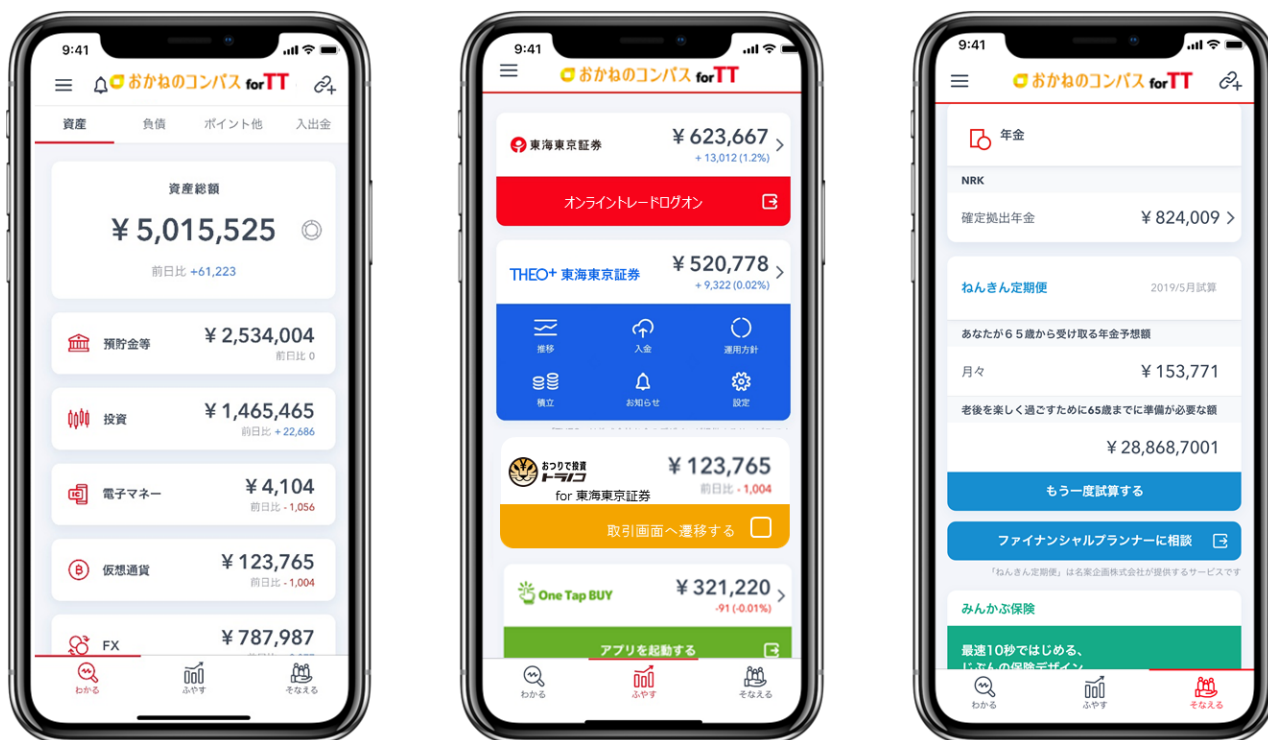 9:41
おかねのコンパス for TT
資産 負債 ポイント他 入出金
資産総額
¥ 5,015,525
前日比 +61,223
預貯金等 ¥ 2,534,004
前日比 0
投資 ¥ 1,465,465
前日比 + 22,686
電子マネー ¥ 4,104
前日比 - 1,056
仮想通貨 ¥ 123,765
前日比 - 1,004
FX ¥ 787,987
わかる ふやす そなえる
9:41
おかねのコンパス for TT
東海東京証券 ¥ 623,667
+ 13,012 (1.2%)
オンライントレードログオン
THEO+ 東海東京証券 ¥ 520,778
+ 9,322 (0.02%)
推移 入金 運用方針
積立 お知らせ 設定
おつりで投資
トラノコ ¥ 123,765
for 東海東京証券 前日比 - 1,004
取引画面へ遷移する
One Tap BUY ¥ 321,220
-91 (-0.01%)
アプリを起動する
わかる ふやす そなえる
9:41
おかねのコンパス for TT
年金
NRK
確定拠出年金 ¥ 824,009
ねんきん定期便 2019/5月試算
あなたが65歳から受け取る年金予想額
月々 ¥ 153,771
老後を楽しく過ごすために65歳までに準備が必要な額
¥ 28,868,7001
もう一度試算する
ファイナンシャルプランナーに相談
「ねんきん定期便」は名案企画株式会社が提供するサービスです
みんかぶ保険
最速10秒ではじめる、
じぶんの保険デザイン
わかる ふやす そなえる